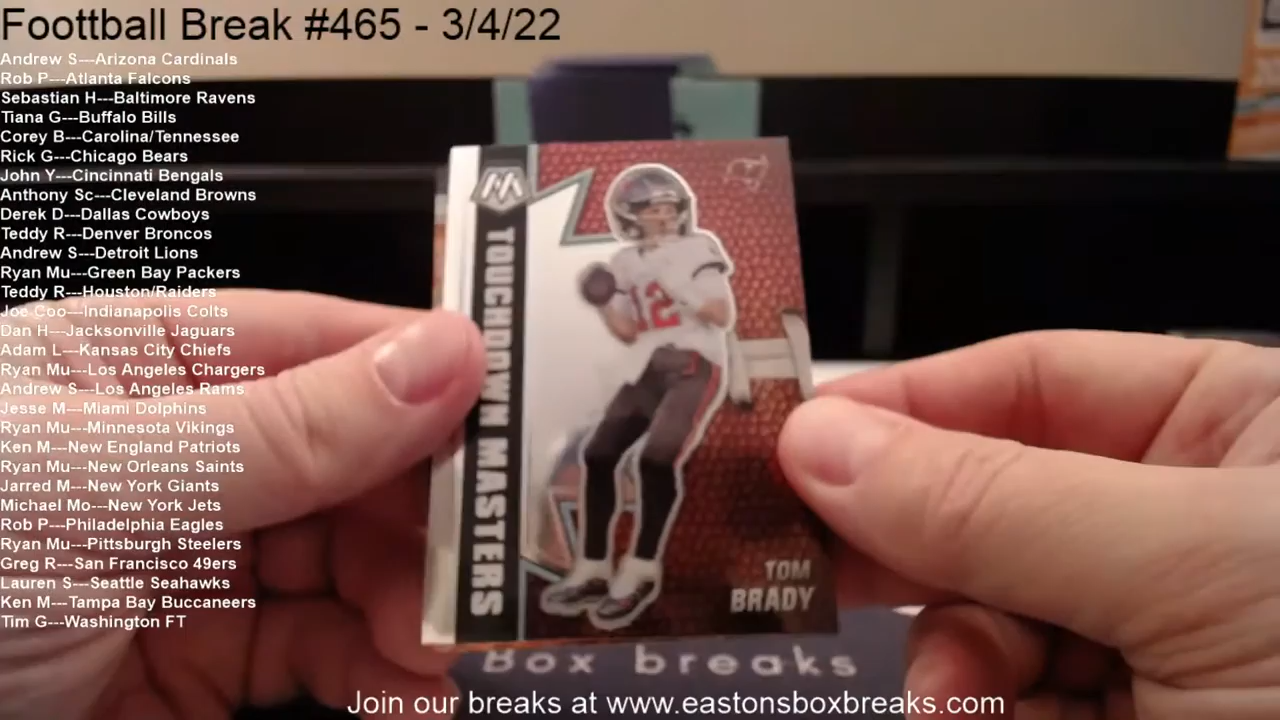 Foottball Break #465 - 3/4/22
Andrew S---Arizona Cardinals
Rob P---Atlanta Falcons
Sebastian H---Baltimore Ravens
Tiana G---Buffalo Bills
Corey B---Carolina/Tennessee
Rick G---Chicago Bears
John Y---Cincinnati Bengals
Anthony Sc---Cleveland Browns
Derek D---Dallas Cowboys
Teddy R---Denver Broncos
Andrew S---Detroit Lions
Ryan Mu---Green Bay Packers
Teddy R---Houston/Raiders
Joe Coo---Indianapolis Colts
Dan H---Jacksonville Jaguars
Adam L---Kansas City Chiefs
Ryan Mu---Los Angeles Chargers
Andrew S---Los Angeles Rams
Jesse M---Miami Dolphins
Ryan Mu---Minnesota Vikings
Ken M---New England Patriots
Ryan Mu---New Orleans Saints
Jarred M---New York Giants
Michael Mo---New York Jets
Rob P---Philadelphia Eagles
Ryan Mu---Pittsburgh Steelers
Greg R---San Francisco 49ers
Lauren S---Seattle Seahawks
Ken M---Tampa Bay Buccaneers
Tim G---Washington FT
TOUCHDOWN MASTERS
12
TOM
BRADY
Box breaks
Join our breaks at www.eastonsboxbreaks.com